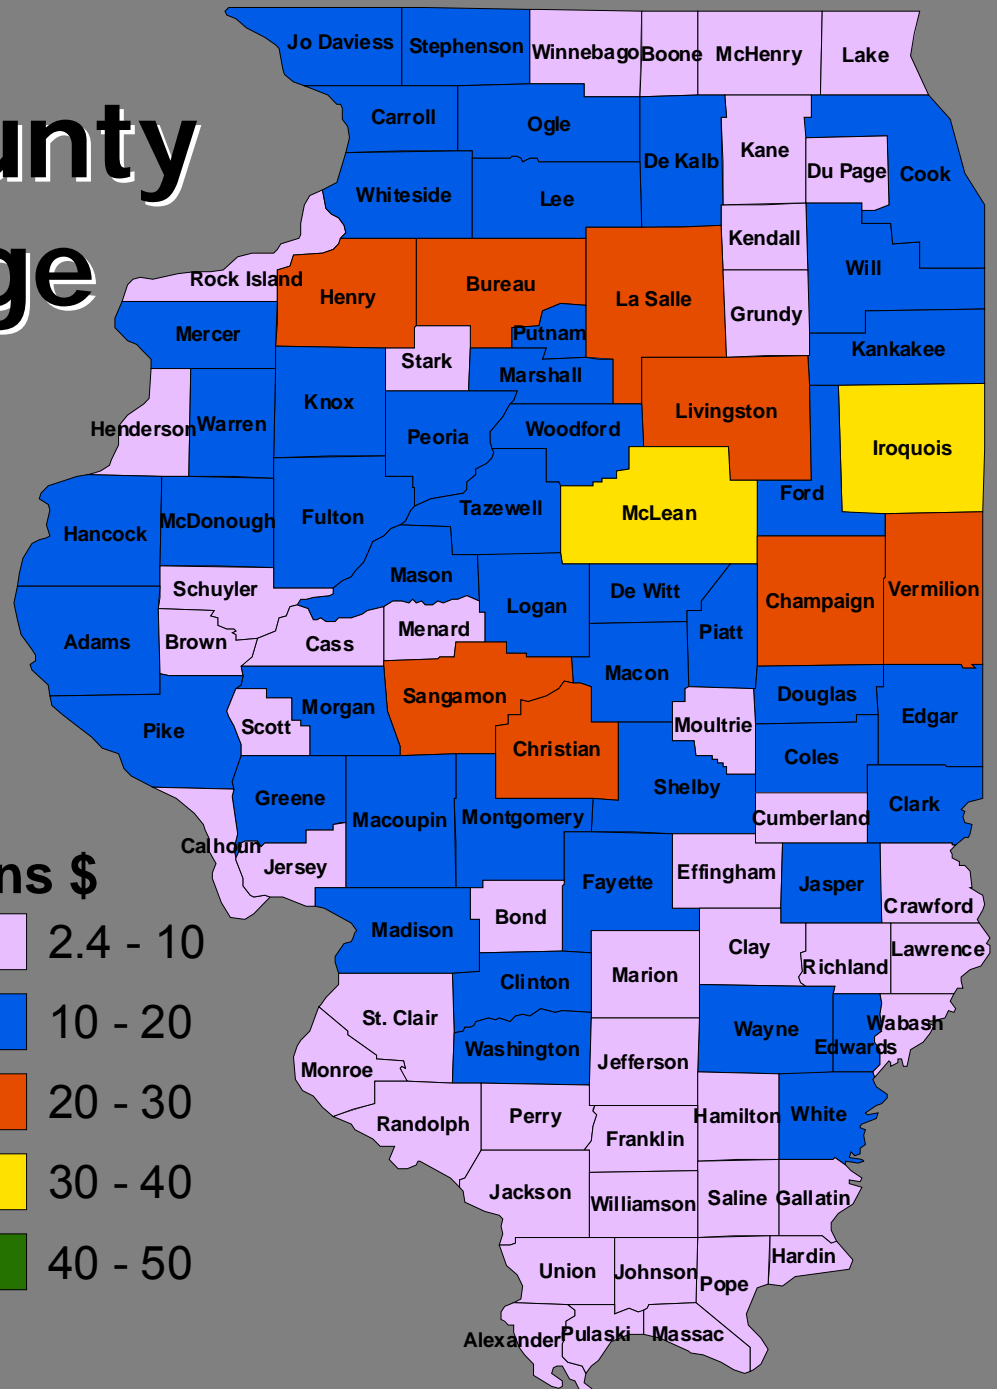 Jo Daviess
Stephenson
Winnebago
Boone
McHenry
Lake
Carroll
Ogle
De Kalb
Kane
Du Page
Cook
unty
Whiteside
Lee
Kendall
Will
ge
Rock Island
Henry
Bureau
La Salle
Grundy
Mercer
Putnam
Kankakee
Stark
Marshall
Henderson
Warren
Knox
Peoria
Woodford
Livingston
Iroquois
Ford
Hancock
McDonough
Fulton
Tazewell
McLean
Schuyler
Mason
Logan
De Witt
Champaign
Vermilion
Adams
Brown
Cass
Menard
Piatt
Macon
Sangamon
Pike
Scott
Morgan
Christian
Moultrie
Douglas
Edgar
Coles
Greene
Macoupin
Montgomery
Shelby
Cumberland
Clark
Calhoun
Jersey
Fayette
Effingham
Jasper
Crawford
ns $
2.4 - 10
Madison
Bond
Clay
Richland
Lawrence
Marion
Clinton
10 - 20
St. Clair
Washington
Wayne
Edwards
Wabash
Monroe
Jefferson
20 - 30
Randolph
Perry
Franklin
Hamilton
White
30 - 40
Jackson
Williamson
Saline
Gallatin
40 - 50
Union
Johnson
Pope
Hardin
Alexander
Pulaski
Massac